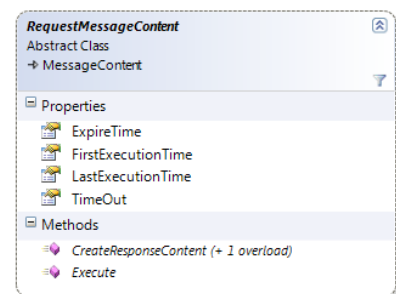 RequestMessageContent
Abstract Class
MessageContent
Properties
ExpireTime
FirstExecutionTime
LastExecutionTime
TimeOut
Methods
CreateResponseContent (+ 1 overload)
Execute